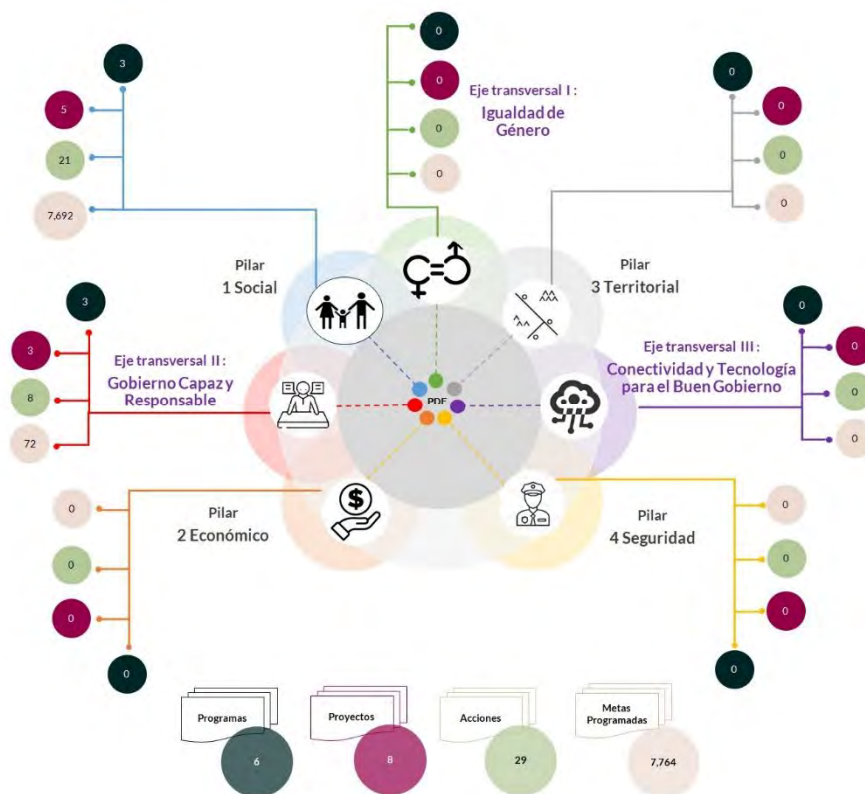 3
5
21
7,692
0
0
0
0
Eje transversal I :
Igualdad de
Género
0
0
0
0
Pilar
1 Social
Pilar
3 Territorial
3
3
8
72
Eje transversal II :
Gobierno Capaz y
Responsable
PDF
Eje transversal III :
Conectividad y Tecnología
para el Buen Gobierno
0
0
0
0
$
Pilar
2 Económico
0
0
0
0
Pilar
4 Seguridad
0
0
0
0
Programas
6
Proyectos
8
Acciones
29
Metas
Programadas
7,764